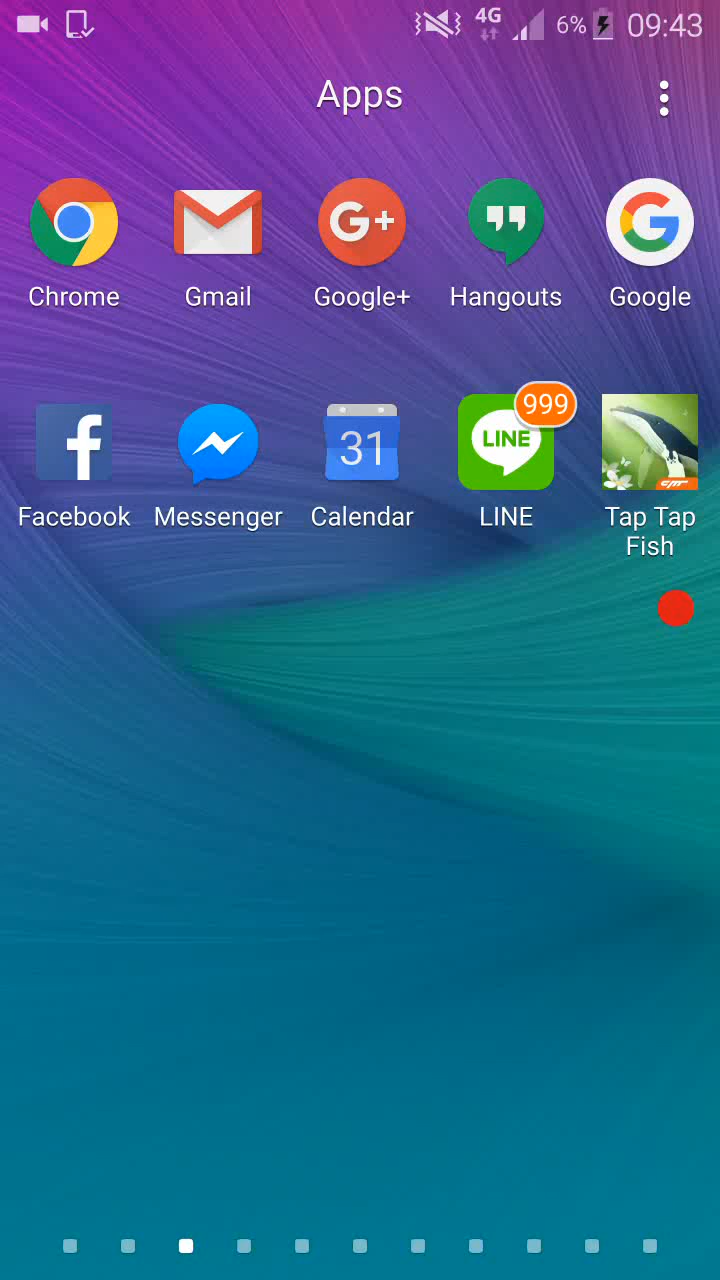 4G 6% 09:43
Apps
G+
Chrome Gmail Google+ Hangouts Google
31
LINE
999
Facebook Messenger Calendar LINE Tap Tap
Fish